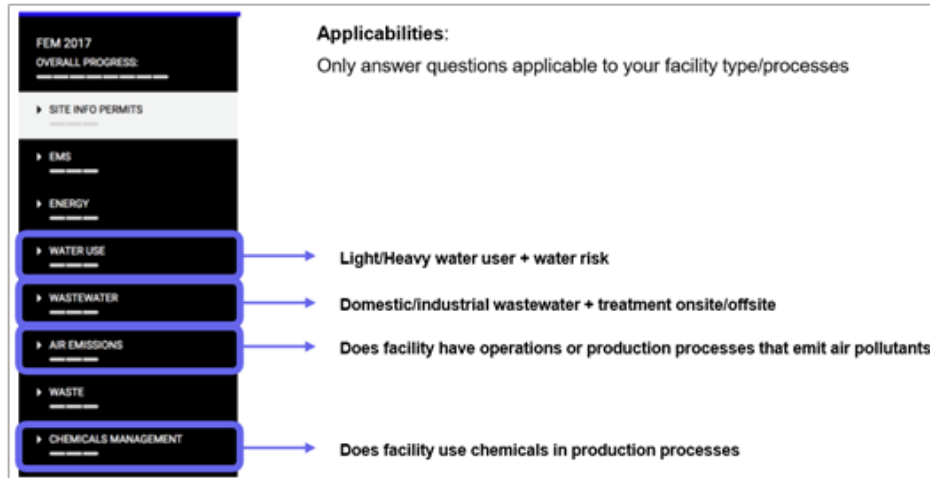 FEM 2017
OVERALL PROGRESS:
SITE INFO PERMITS
EMS
ENERGY
WATER USE
WASTEWATER
AIR EMISSIONS
WASTE
CHEMICALS MANAGEMENT
Applicabilities:
Only answer questions applicable to your facility type/processes
Light/Heavy water user + water risk
Domestic/industrial wastewater + treatment onsite/offsite
Does facility have operations or production processes that emit air pollutants
Does facility use chemicals in production processes